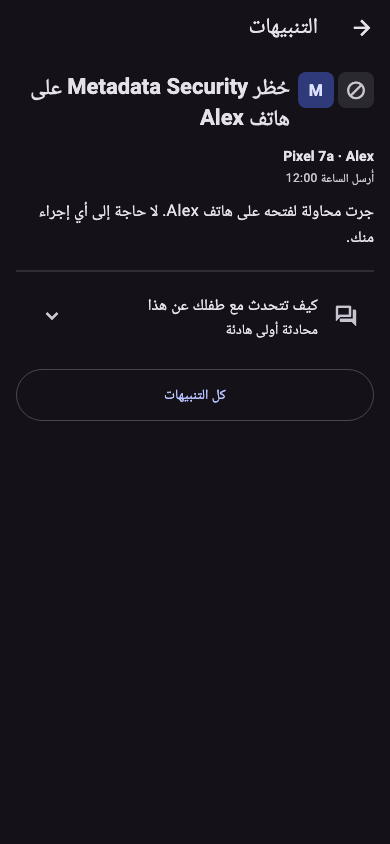 التنبيهات
M
حُظر Metadata Security على
هاتف Alex
Pixel 7a · Alex
أرسل الساعة 12:00
جرت محاولة لفتحه على هاتف Alex. لا حاجة إلى أي إجراء
منك.
كيف تتحدث مع طفلك عن هذا
محادثة أولى هادئة
كل التنبيهات